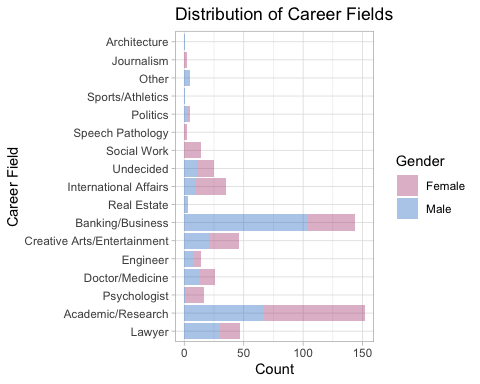 Distribution of Career Fields
Career Field
Architecture
Journalism
Other
Sports/Athletics
Politics
Speech Pathology
Social Work
Undecided
International Affairs
Real Estate
Banking/Business
Creative Arts/Entertainment
Engineer
Doctor/Medicine
Psychologist
Academic/Research
Lawyer
0 50 100 150
Count
Gender
Female
Male